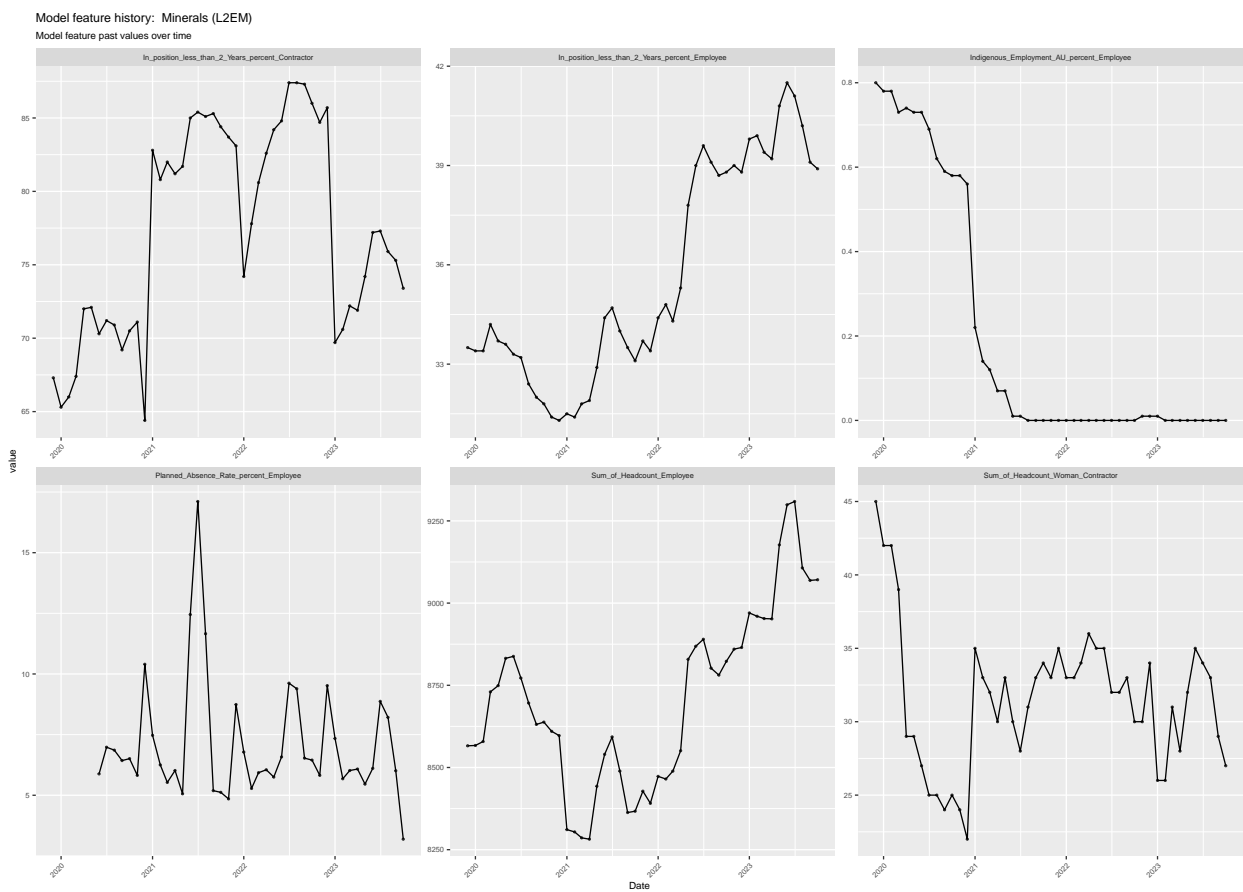 Model feature history:  Minerals (L2EM)
Model feature past values over time
In_position_less_than_2_Years_percent_Contractor
In_position_less_than_2_Years_percent_Employee
Indigenous_Employment_AU_percent_Employee
85
80
75
70
65
2020 2021 2022 2023
42
39
36
33
2020 2021 2022 2023
0.8
0.6
0.4
0.2
0.0
2020 2021 2022 2023
value
Planned_Absence_Rate_percent_Employee
Sum_of_Headcount_Employee
Sum_of_Headcount_Woman_Contractor
15
10
5
2020 2021 2022 2023
9250
9000
8750
8500
8250
2020 2021 2022 2023
45
40
35
30
25
2020 2021 2022 2023
Date